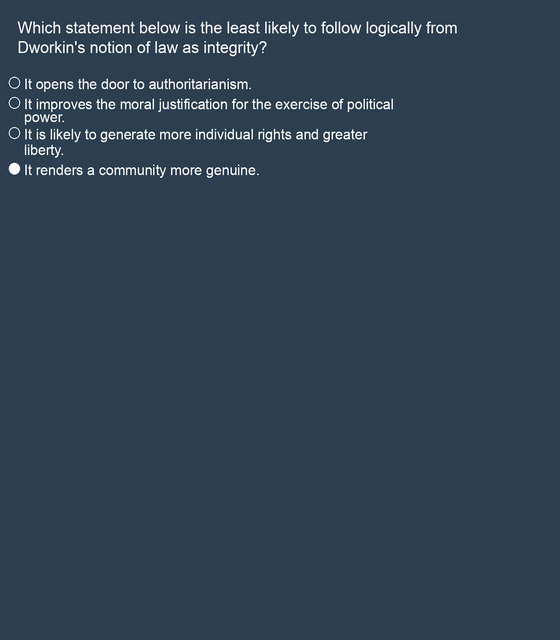 Which statement below is the least likely to follow logically from
Dworkin's notion of law as integrity?
It opens the door to authoritarianism.
It improves the moral justification for the exercise of political
power.
It is likely to generate more individual rights and greater
liberty.
It renders a community more genuine.